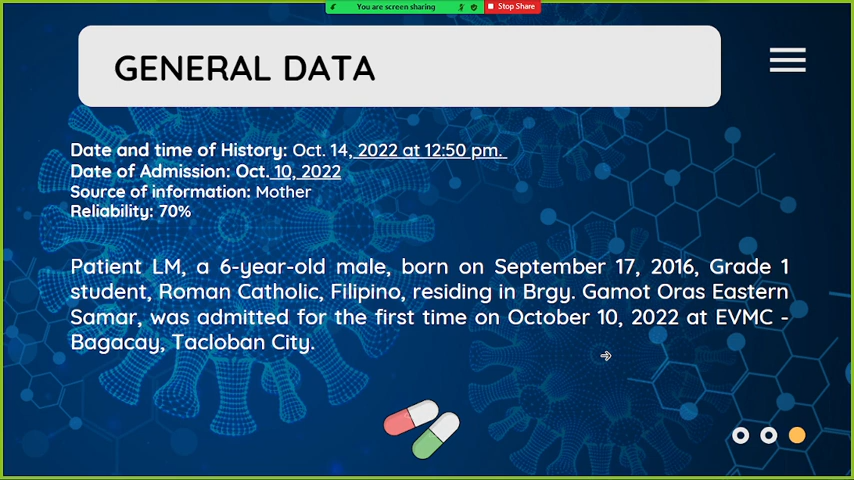 You are screen sharing
Stop Share
GENERAL DATA
Date and time of History: Oct. 14, 2022 at 12:50 pm.
Date of Admission: Oct. 10, 2022
Source of information: Mother
Reliability: 70%
Patient LM, a 6-year-old male, born on September 17, 2016, Grade 1
student, Roman Catholic, Filipino, residing in Brgy. Gamot Oras Eastern
Samar, was admitted for the first time on October 10, 2022 at EVMC -
Bagacay, Tacloban City.